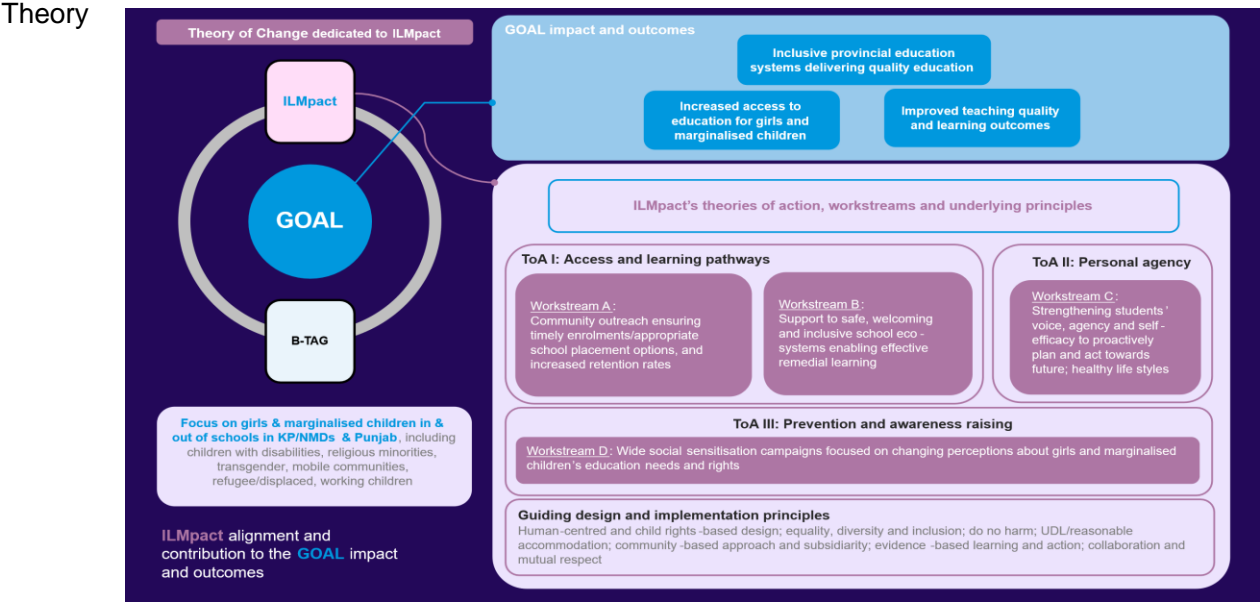 Theory
Theory of Change dedicated to ILMpact
ILMpact
GOAL
B-TAG
Focus on girls & marginalised children in &
out of schools in KP/NMDs & Punjab, including
children with disabilities, religious minorities,
transgender, mobile communities,
refugee/displaced, working children
ILMpact alignment and
contribution to the GOAL impact
and outcomes
GOAL impact and outcomes
Inclusive provincial education
systems delivering quality education
Increased access to
education for girls and
marginalised children
Improved teaching quality
and learning outcomes
ILMpact's theories of action, workstreams and underlying principles
ToA I: Access and learning pathways
Workstream A:
Community outreach ensuring
timely enrolments/appropriate
school placement options, and
increased retention rates
Workstream B:
Support to safe, welcoming
and inclusive school eco-
systems enabling effective
remedial learning
ToA II: Personal agency
Workstream C:
Strengthening students'
voice, agency and self-
efficacy to proactively
plan and act towards
future; healthy life styles
ToA III: Prevention and awareness raising
Workstream D: Wide social sensitisation campaigns focused on changing perceptions about girls and marginalised
children's education needs and rights
Guiding design and implementation principles
Human-centred and child rights-based design; equality, diversity and inclusion; do no harm; UDL/reasonable
accommodation; community-based approach and subsidiarity; evidence-based learning and action; collaboration and
mutual respect